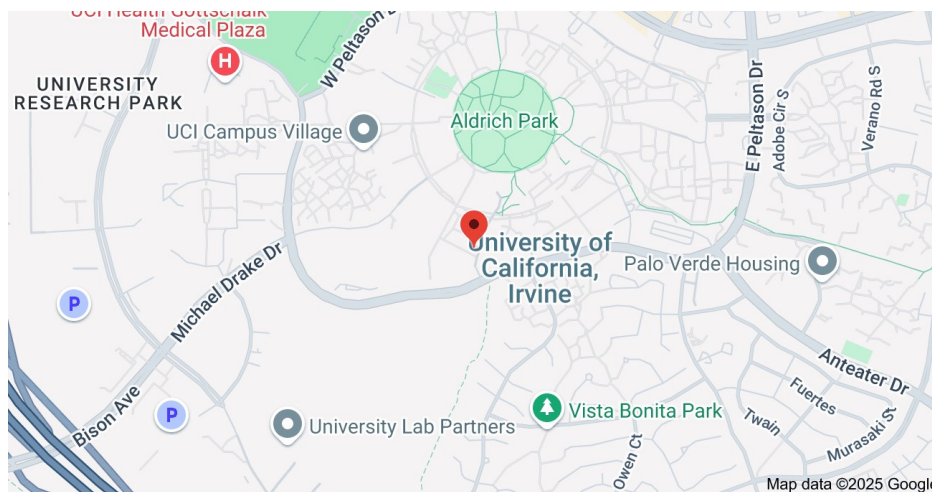 UCI Health Gottschalk
Medical Plaza
H
W Peltason
UNIVERSITY
RESEARCH PARK
UCI Campus Village
Aldrich Park
E Peltason Dr
Adobe Cir S
Verano Rd S
Michael Drake Dr
University of
California,
Irvine
Palo Verde Housing
P
Bison Ave
P
University Lab Partners
Vista Bonita Park
Owen Ct
Twain
Fuertes
Anteater Dr
Murasaki St
Map data ©2025 Google